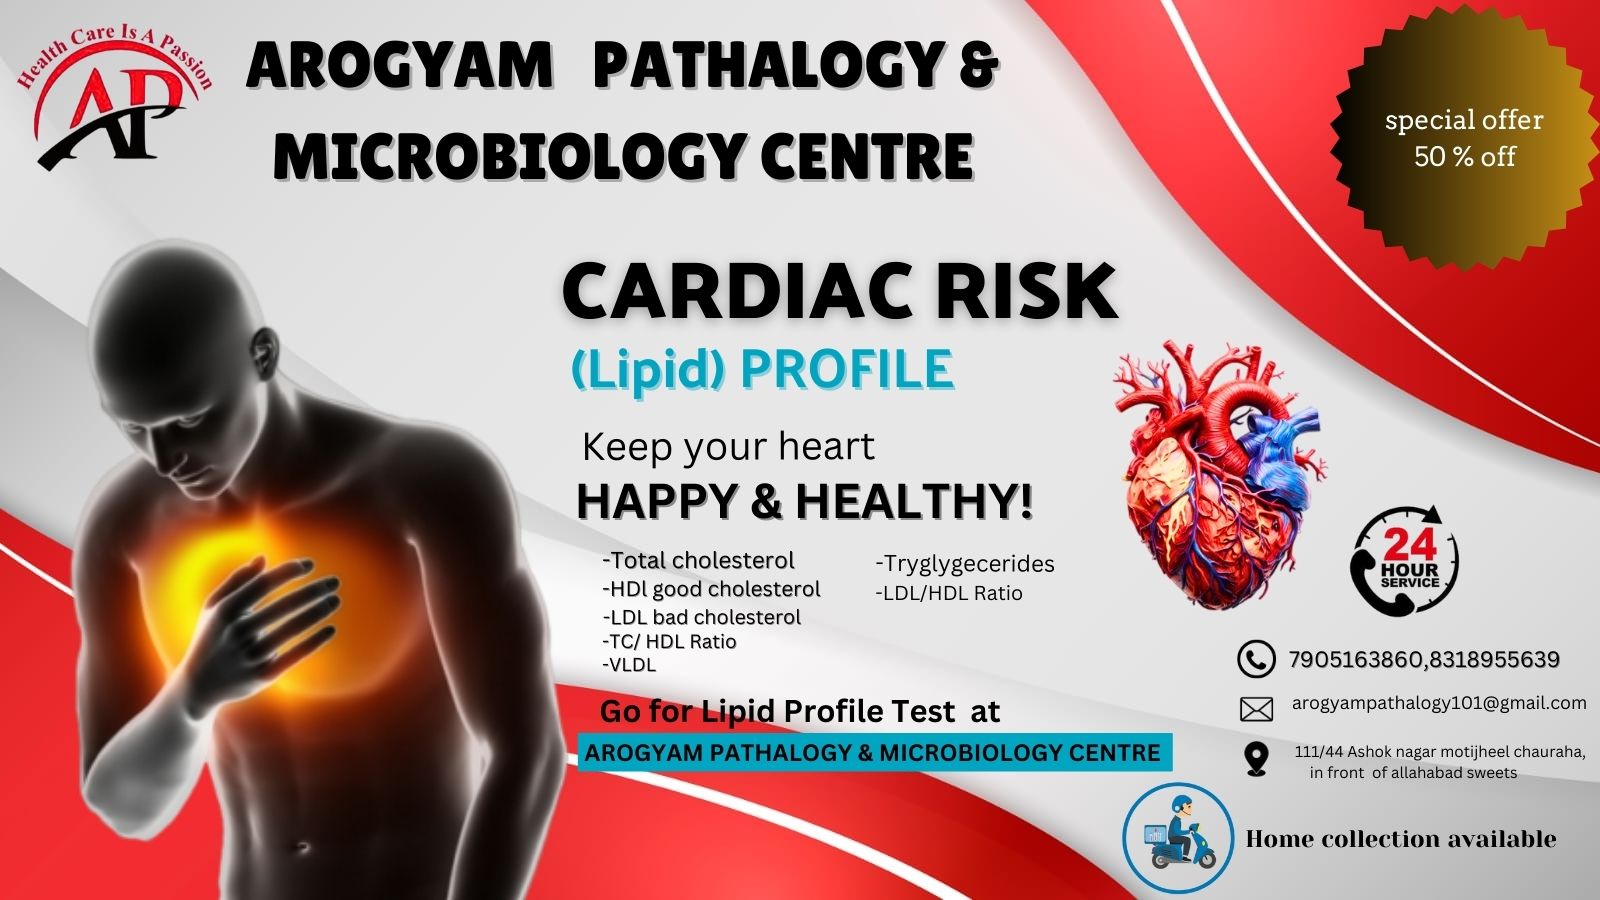 Health Care Is A Passion
AP
AROGYAM PATHALOGY &
MICROBIOLOGY CENTRE
special offer
50 % off
CARDIAC RISK
(Lipid) PROFILE
Keep your heart
HAPPY & HEALTHY!
-Total cholesterol
-HDl good cholesterol
-LDL bad cholesterol
-TC/ HDL Ratio
-VLDL
-Tryglygecerides
-LDL/HDL Ratio
Go for Lipid Profile Test at
AROGYAM PATHALOGY & MICROBIOLOGY CENTRE
24
HOUR
SERVICE
7905163860,8318955639
arogyampathalogy101@gmail.com
111/44 Ashok nagar motijheel chauraha,
in front of allahabad sweets
Home collection available